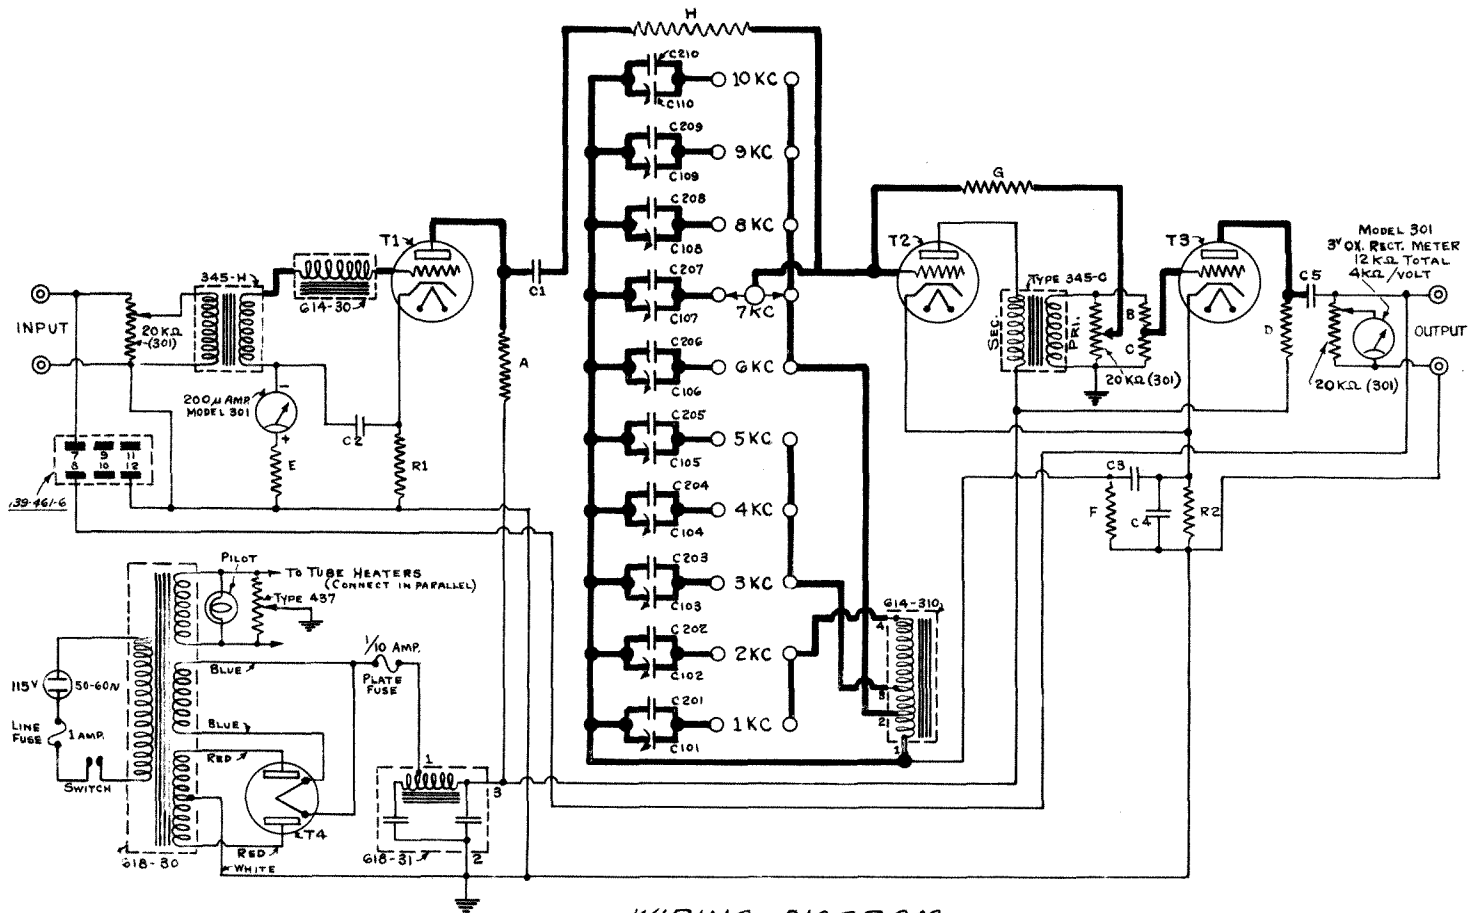 H
C210
10 KC
C110
C209
9 KC
C109
C208
8 KC
C108
C207
7 KC
C107
C206
6 KC
C106
C205
5 KC
C105
C204
4 KC
C104
C203
3 KC
C103
C202
2 KC
C102
C201
1 KC
C101
INPUT
20 KΩ
(301)
345-H
614-30
T1
C1
A
200 μ AMP.
MODEL 301
−
+
E
C2
R1
7 9 11
8 10 12
139-461-6
T2
G
TYPE 345-G
SEC.
PRI.
20 KΩ (301)
B
C
T3
D
C5
MODEL 301
3V OX. RECT. METER
12 KΩ TOTAL
4KΩ/VOLT
OUTPUT
20 KΩ (301)
C3
F
C4
R2
614-310
4
3
2
1
PILOT
TO TUBE HEATERS
(CONNECT IN PARALLEL)
TYPE 437
1/10 AMP.
PLATE
FUSE
BLUE
BLUE
RED
RED
WHITE
115V
50-60∿
LINE
FUSE
1 AMP.
SWITCH
T4
618-30
1
3
2
618-31
WIRING DIAGRAM